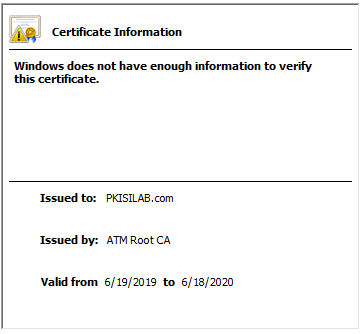 Certificate Information
Windows does not have enough information to verify
this certificate.
Issued to: PKISILAB.com
Issued by: ATM Root CA
Valid from 6/19/2019 to 6/18/2020